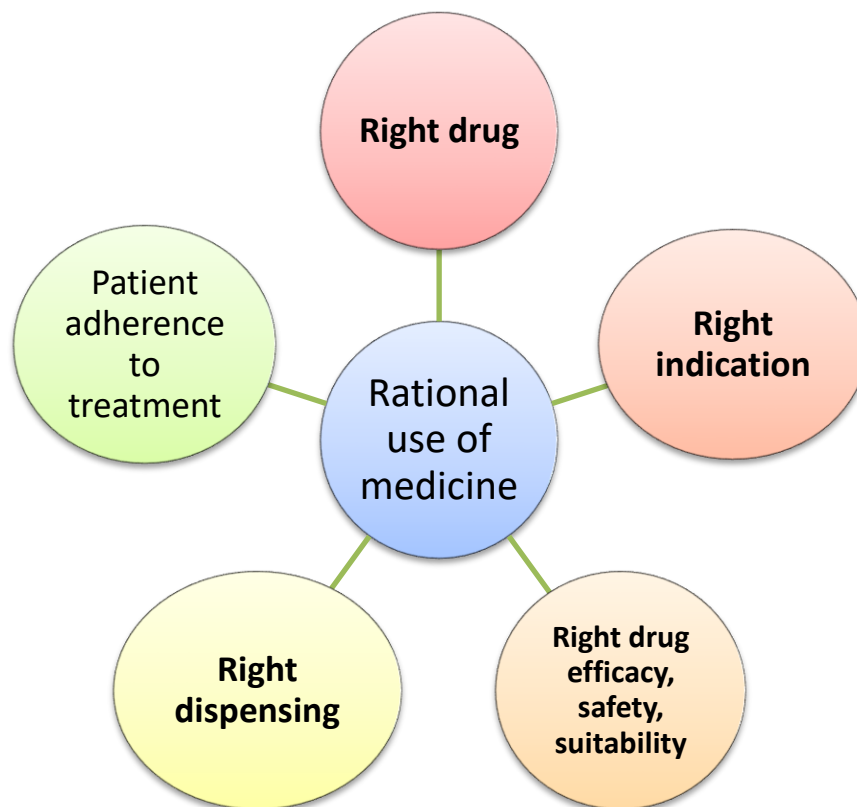 Right drug
Patient
adherence
to
treatment
Right
indication
Rational
use of
medicine
Right
dispensing
Right drug
efficacy,
safety,
suitability